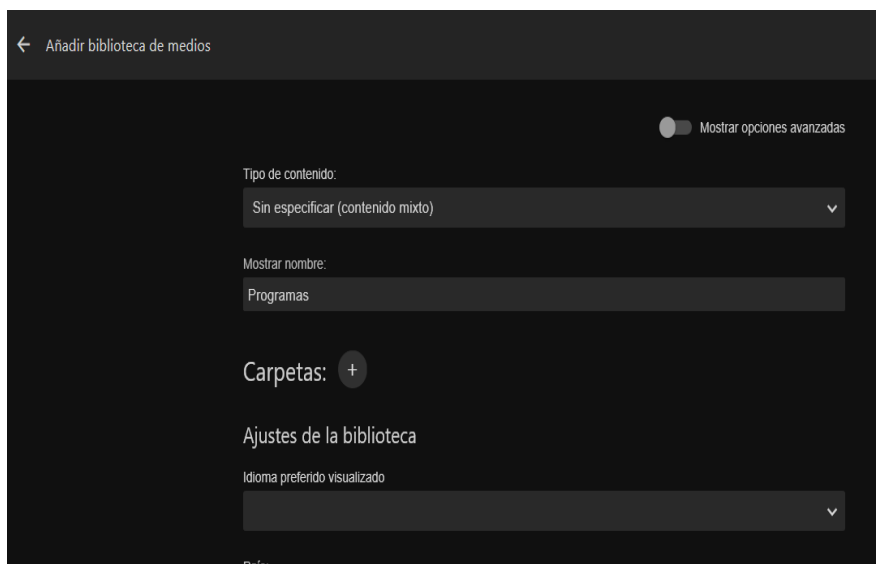 Añadir biblioteca de medios
Mostrar opciones avanzadas
Tipo de contenido:
Sin especificar (contenido mixto)
Mostrar nombre:
Programas
Carpetas: +
Ajustes de la biblioteca
Idioma preferido visualizado